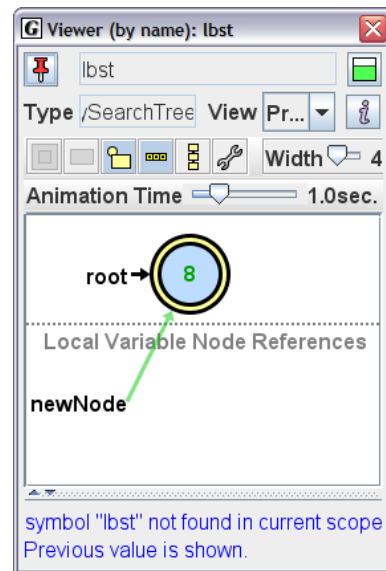 G Viewer (by name): lbst
lbst
Type /SearchTree View Pr...
Width 4
Animation Time 1.0sec.
root 8
Local Variable Node References
newNode
symbol "lbst" not found in current scope
Previous value is shown.